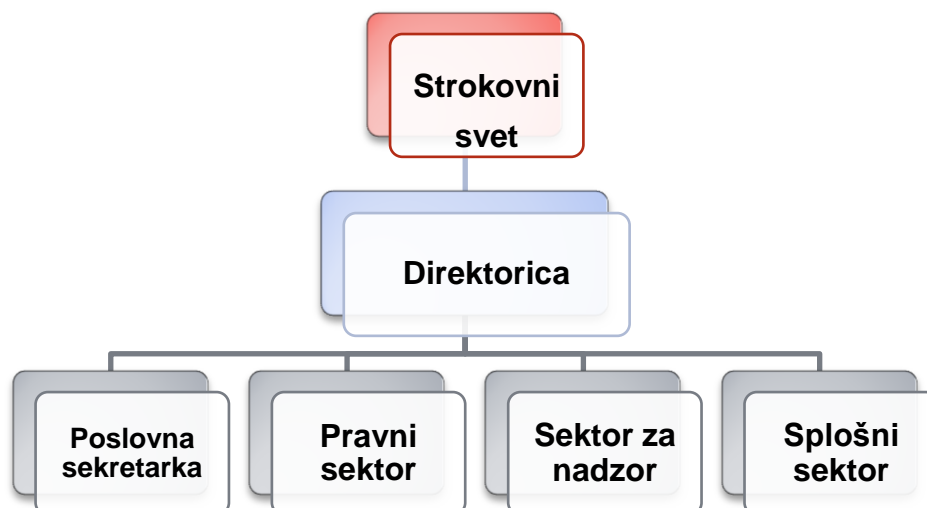 Strokovni
svet
Direktorica
Poslovna
sekretarka
Pravni
sektor
Sektor za
nadzor
Splošni
sektor